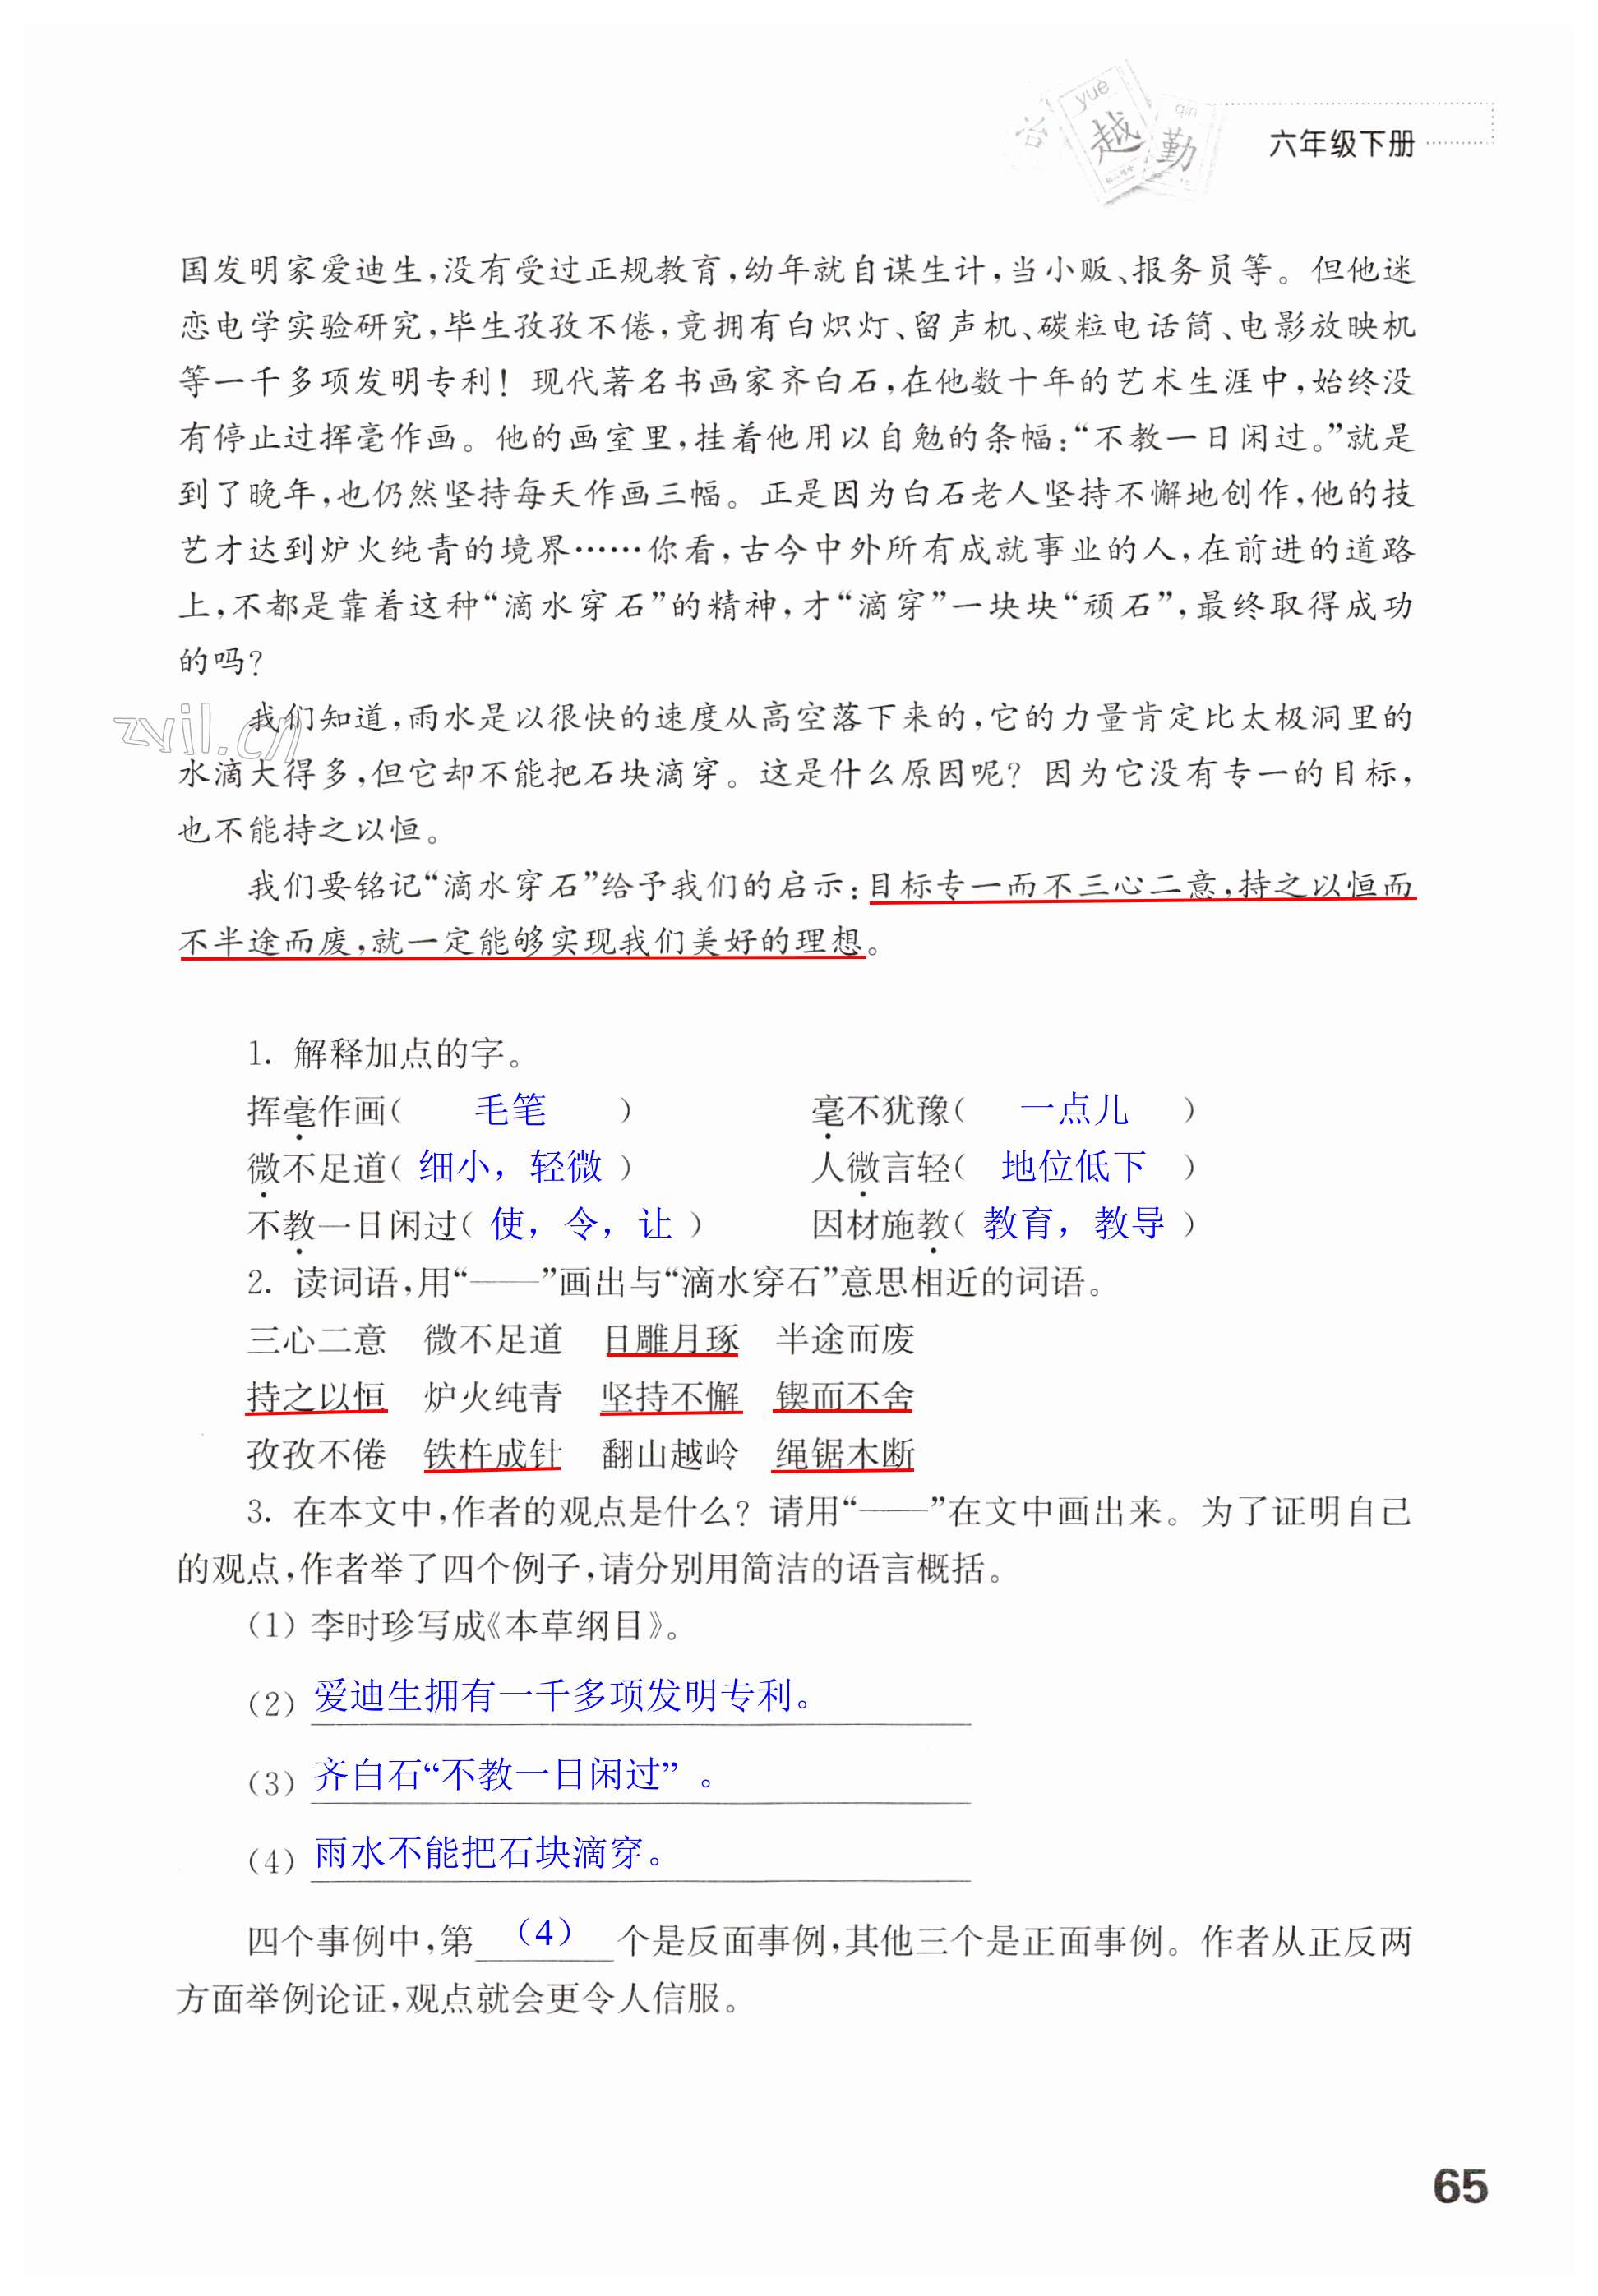 yuè
qín
越
勤
六年级下册
国发明家爱迪生,没有受过正规教育,幼年就自谋生计,当小贩、报务员等。但他迷
恋电学实验研究,毕生孜孜不倦,竟拥有白炽灯、留声机、碳粒电话筒、电影放映机
等一千多项发明专利！现代著名书画家齐白石,在他数十年的艺术生涯中,始终没
有停止过挥毫作画。他的画室里,挂着他用以自勉的条幅:“不教一日闲过。”就是
到了晚年,也仍然坚持每天作画三幅。正是因为白石老人坚持不懈地创作,他的技
艺才达到炉火纯青的境界……你看,古今中外所有成就事业的人,在前进的道路
上,不都是靠着这种“滴水穿石”的精神,才“滴穿”一块块“顽石”,最终取得成功
的吗?
我们知道,雨水是以很快的速度从高空落下来的,它的力量肯定比太极洞里的
zyjl.cn
水滴大得多,但它却不能把石块滴穿。这是什么原因呢? 因为它没有专一的目标,
也不能持之以恒。
我们要铭记“滴水穿石”给予我们的启示:目标专一而不三心二意,持之以恒而
不半途而废,就一定能够实现我们美好的理想。
1. 解释加点的字。
挥毫作画( 毛笔 ) 毫不犹豫( 一点儿 )
微不足道( 细小，轻微 ) 人微言轻( 地位低下 )
不教一日闲过( 使，令，让 ) 因材施教( 教育，教导 )
2. 读词语,用“——”画出与“滴水穿石”意思相近的词语。
三心二意 微不足道 日雕月琢 半途而废
持之以恒 炉火纯青 坚持不懈 锲而不舍
孜孜不倦 铁杵成针 翻山越岭 绳锯木断
3. 在本文中,作者的观点是什么? 请用“——”在文中画出来。为了证明自己
的观点,作者举了四个例子,请分别用简洁的语言概括。
(1) 李时珍写成《本草纲目》。
(2) 爱迪生拥有一千多项发明专利。
(3) 齐白石“不教一日闲过”。
(4) 雨水不能把石块滴穿。
四个事例中,第 （4） 个是反面事例,其他三个是正面事例。作者从正反两
方面举例论证,观点就会更令人信服。
65